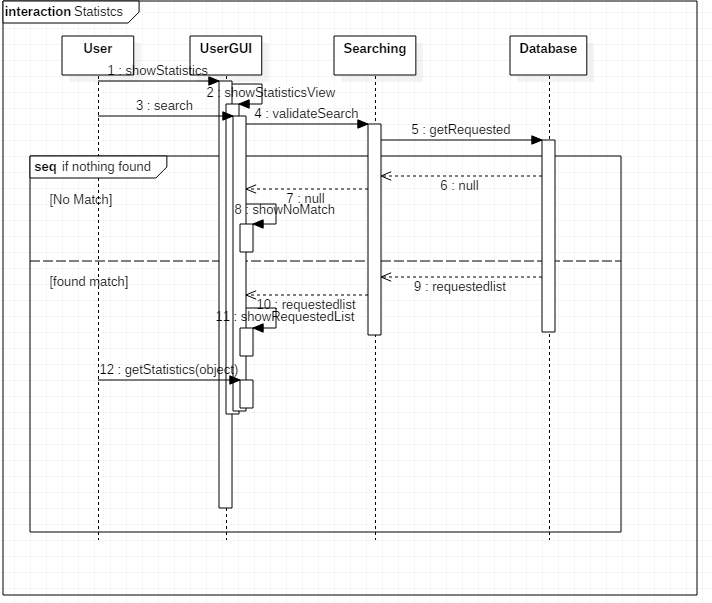 interaction Statistcs
User
UserGUI
Searching
Database
1 : showStatistics
2 : showStatisticsView
3 : search
4 : validateSearch
5 : getRequested
seq if nothing found
6 : null
7 : null
[No Match]
8 : showNoMatch
[found match]
9 : requestedlist
10 : requestedlist
11 : showRequestedList
12 : getStatistics(object)